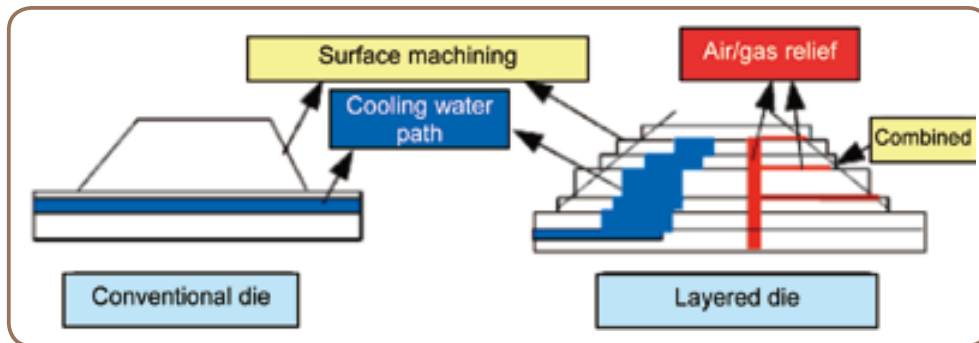 Surface machining
Air/gas relief
Cooling water
path
Combined
Conventional die
Layered die